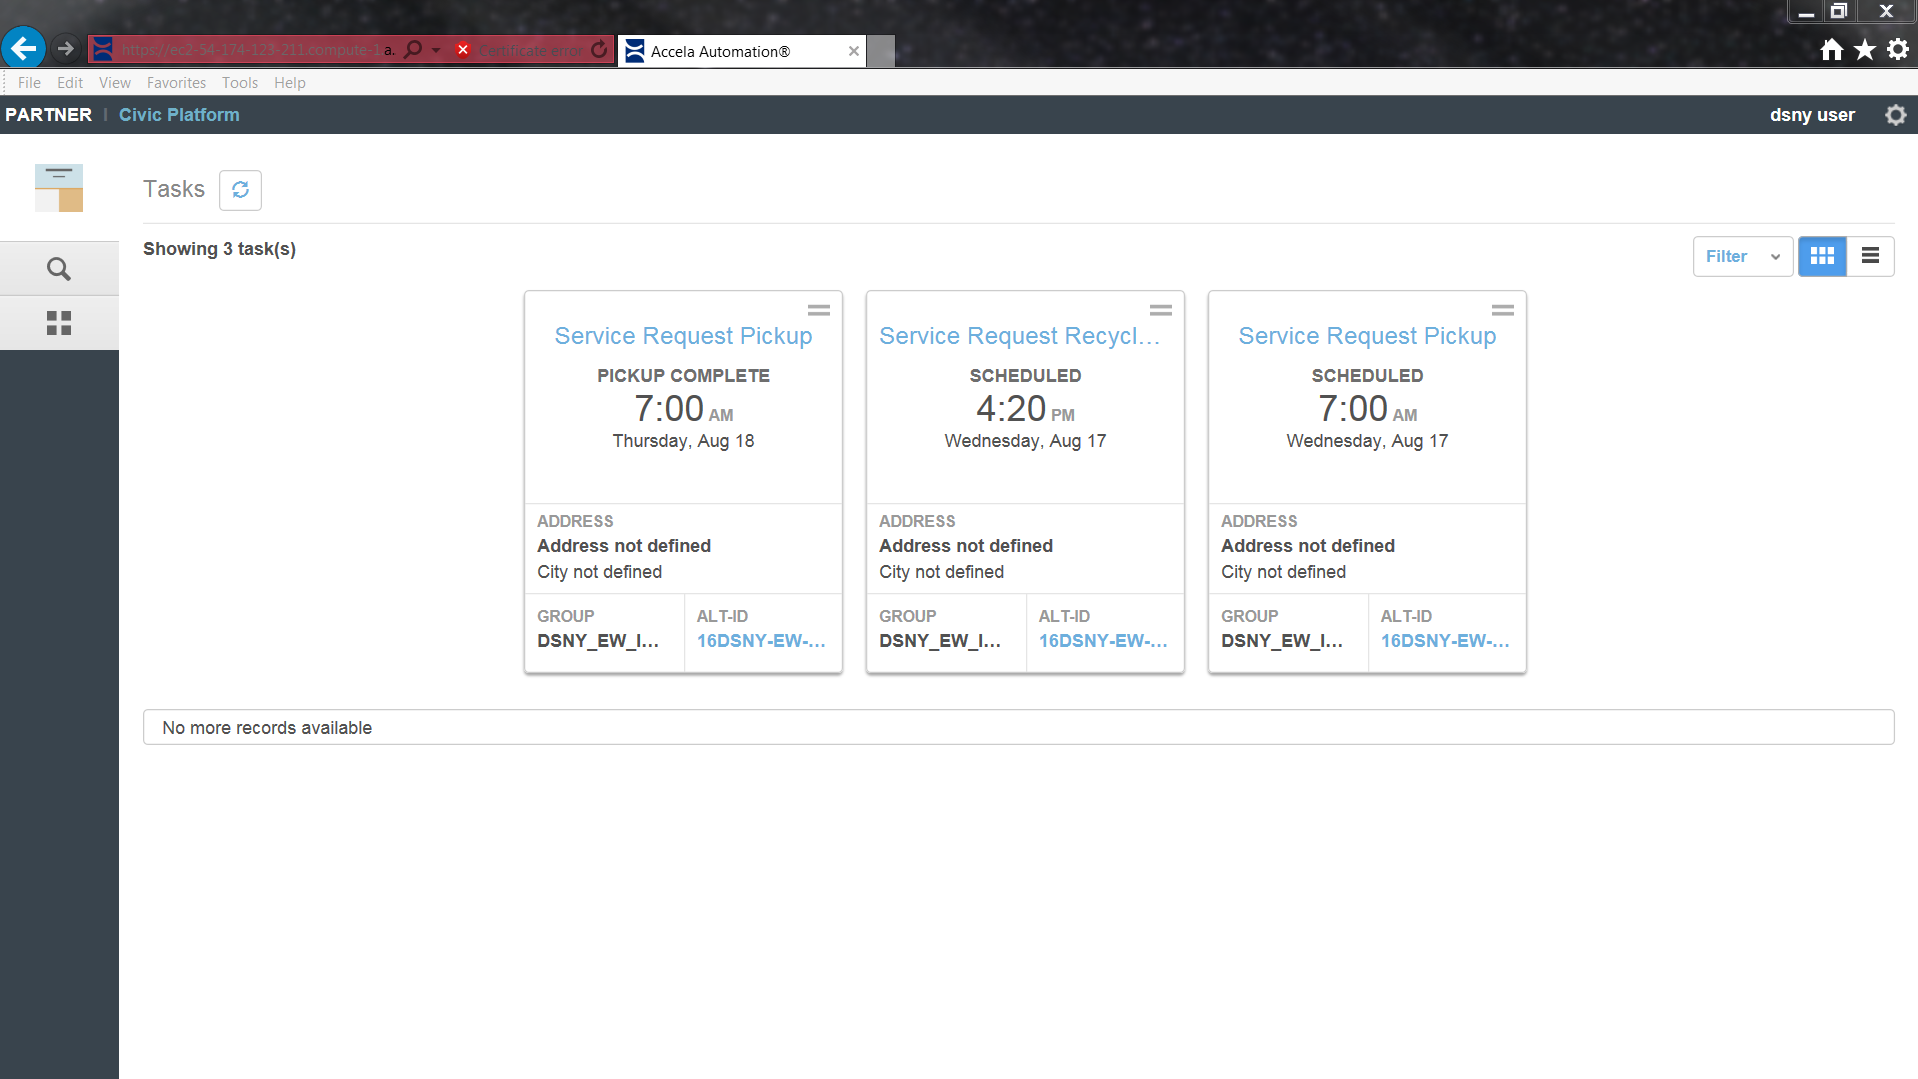 https://ec2-54-174-123-211.compute-1.a.
Certificate error
Accela Automation®
File Edit View Favorites Tools Help
PARTNER | Civic Platform
dsny user
Tasks
Showing 3 task(s)
Filter
Service Request Pickup
PICKUP COMPLETE
7:00 AM
Thursday, Aug 18
ADDRESS
Address not defined
City not defined
GROUP ALT-ID
DSNY_EW_I... 16DSNY-EW-...
Service Request Recycl...
SCHEDULED
4:20 PM
Wednesday, Aug 17
ADDRESS
Address not defined
City not defined
GROUP ALT-ID
DSNY_EW_I... 16DSNY-EW-...
Service Request Pickup
SCHEDULED
7:00 AM
Wednesday, Aug 17
ADDRESS
Address not defined
City not defined
GROUP ALT-ID
DSNY_EW_I... 16DSNY-EW-...
No more records available